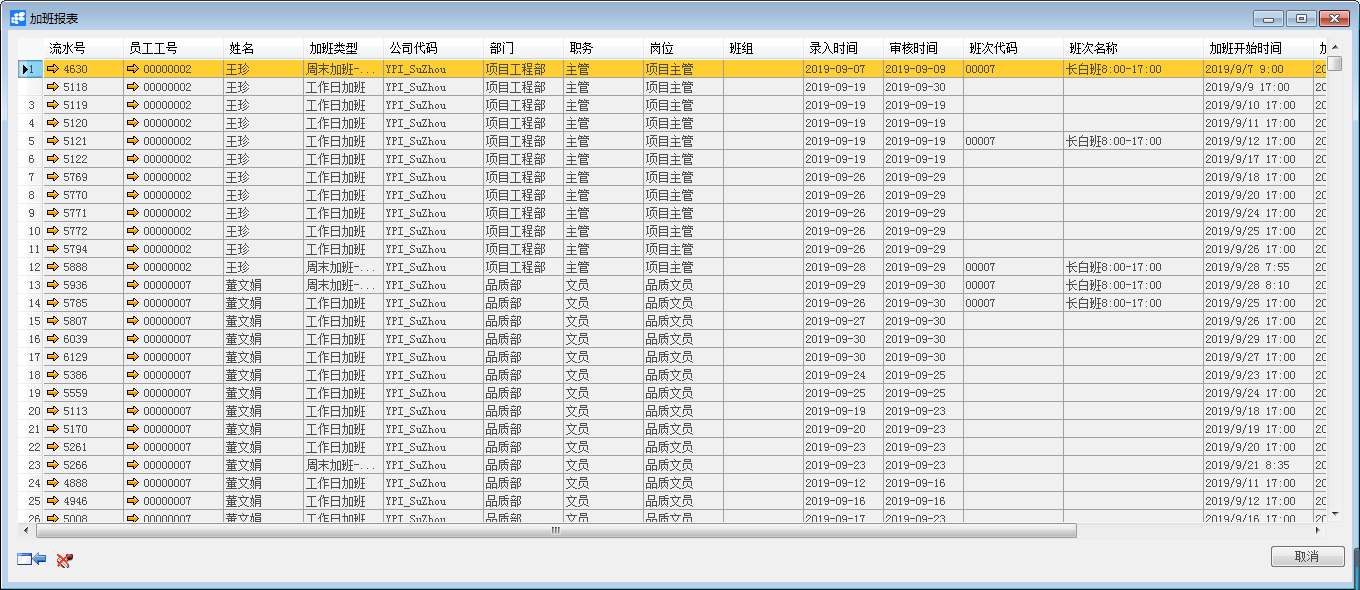 加班报表
流水号 员工工号 姓名 加班类型 公司代码 部门 职务 岗位 班组 录入时间 审核时间 班次代码 班次名称 加班开始时间
1 4630 00000002 王珍 周末加班-... YPI_SuZhou 项目工程部 主管 项目主管 2019-09-07 2019-09-09 00007 长白班8:00-17:00 2019/9/7 9:00 20
5118 00000002 王珍 工作日加班 YPI_SuZhou 项目工程部 主管 项目主管 2019-09-19 2019-09-30 2019/9/9 17:00 20
3 5119 00000002 王珍 工作日加班 YPI_SuZhou 项目工程部 主管 项目主管 2019-09-19 2019-09-19 2019/9/10 17:00 20
4 5120 00000002 王珍 工作日加班 YPI_SuZhou 项目工程部 主管 项目主管 2019-09-19 2019-09-19 2019/9/11 17:00 20
5 5121 00000002 王珍 工作日加班 YPI_SuZhou 项目工程部 主管 项目主管 2019-09-19 2019-09-19 00007 长白班8:00-17:00 2019/9/12 17:00 20
6 5122 00000002 王珍 工作日加班 YPI_SuZhou 项目工程部 主管 项目主管 2019-09-19 2019-09-19 2019/9/17 17:00 20
7 5769 00000002 王珍 工作日加班 YPI_SuZhou 项目工程部 主管 项目主管 2019-09-26 2019-09-29 2019/9/18 17:00 20
8 5770 00000002 王珍 工作日加班 YPI_SuZhou 项目工程部 主管 项目主管 2019-09-26 2019-09-29 2019/9/20 17:00 20
9 5771 00000002 王珍 工作日加班 YPI_SuZhou 项目工程部 主管 项目主管 2019-09-26 2019-09-29 2019/9/24 17:00 20
10 5772 00000002 王珍 工作日加班 YPI_SuZhou 项目工程部 主管 项目主管 2019-09-26 2019-09-29 2019/9/25 17:00 20
11 5794 00000002 王珍 工作日加班 YPI_SuZhou 项目工程部 主管 项目主管 2019-09-26 2019-09-29 2019/9/26 17:00 20
12 5888 00000002 王珍 周末加班-... YPI_SuZhou 项目工程部 主管 项目主管 2019-09-28 2019-09-29 00007 长白班8:00-17:00 2019/9/28 7:55 20
13 5936 00000007 董文娟 周末加班-... YPI_SuZhou 品质部 文员 品质文员 2019-09-29 2019-09-30 00007 长白班8:00-17:00 2019/9/28 8:10 20
14 5785 00000007 董文娟 工作日加班 YPI_SuZhou 品质部 文员 品质文员 2019-09-26 2019-09-30 00007 长白班8:00-17:00 2019/9/25 17:00 20
15 5807 00000007 董文娟 工作日加班 YPI_SuZhou 品质部 文员 品质文员 2019-09-27 2019-09-30 2019/9/26 17:00 20
16 6039 00000007 董文娟 工作日加班 YPI_SuZhou 品质部 文员 品质文员 2019-09-30 2019-09-30 2019/9/29 17:00 20
17 6129 00000007 董文娟 工作日加班 YPI_SuZhou 品质部 文员 品质文员 2019-09-30 2019-09-30 2019/9/27 17:00 20
18 5386 00000007 董文娟 工作日加班 YPI_SuZhou 品质部 文员 品质文员 2019-09-24 2019-09-25 2019/9/23 17:00 20
19 5559 00000007 董文娟 工作日加班 YPI_SuZhou 品质部 文员 品质文员 2019-09-25 2019-09-25 2019/9/24 17:00 20
20 5113 00000007 董文娟 工作日加班 YPI_SuZhou 品质部 文员 品质文员 2019-09-19 2019-09-23 2019/9/18 17:00 20
21 5170 00000007 董文娟 工作日加班 YPI_SuZhou 品质部 文员 品质文员 2019-09-20 2019-09-23 2019/9/19 17:00 20
22 5261 00000007 董文娟 工作日加班 YPI_SuZhou 品质部 文员 品质文员 2019-09-23 2019-09-23 2019/9/20 17:00 20
23 5266 00000007 董文娟 周末加班-... YPI_SuZhou 品质部 文员 品质文员 2019-09-23 2019-09-23 2019/9/21 8:35 20
24 4888 00000007 董文娟 工作日加班 YPI_SuZhou 品质部 文员 品质文员 2019-09-12 2019-09-16 2019/9/11 17:00 20
25 4946 00000007 董文娟 工作日加班 YPI_SuZhou 品质部 文员 品质文员 2019-09-16 2019-09-16 2019/9/12 17:00 20
26 5008 00000007 董文娟 工作日加班 YPI_SuZhou 品质部 文员 品质文员 2019-09-17 2019-09-23 2019/9/16 17:00 20
取消